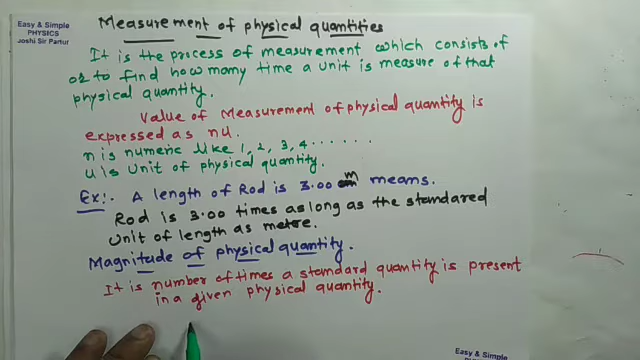 Easy & Simple
PHYSICS
Joshi Sir Partur
Measurement of physical quantities
It is the process of measurement which consists of
or to find how many time a unit is measure of that
physical quantity.
Value of Measurement of physical quantity is
expressed as nu.
n is numeric like 1, 2, 3, 4 ......
u is Unit of physical quantity.
Ex:- A length of Rod is 3.00 m means.
Rod is 3.00 times as long as the standared
Unit of length as metre.
Magnitude of physical quantity.
It is number of times a standard quantity is present
in a given physical quantity.
Easy & Simple